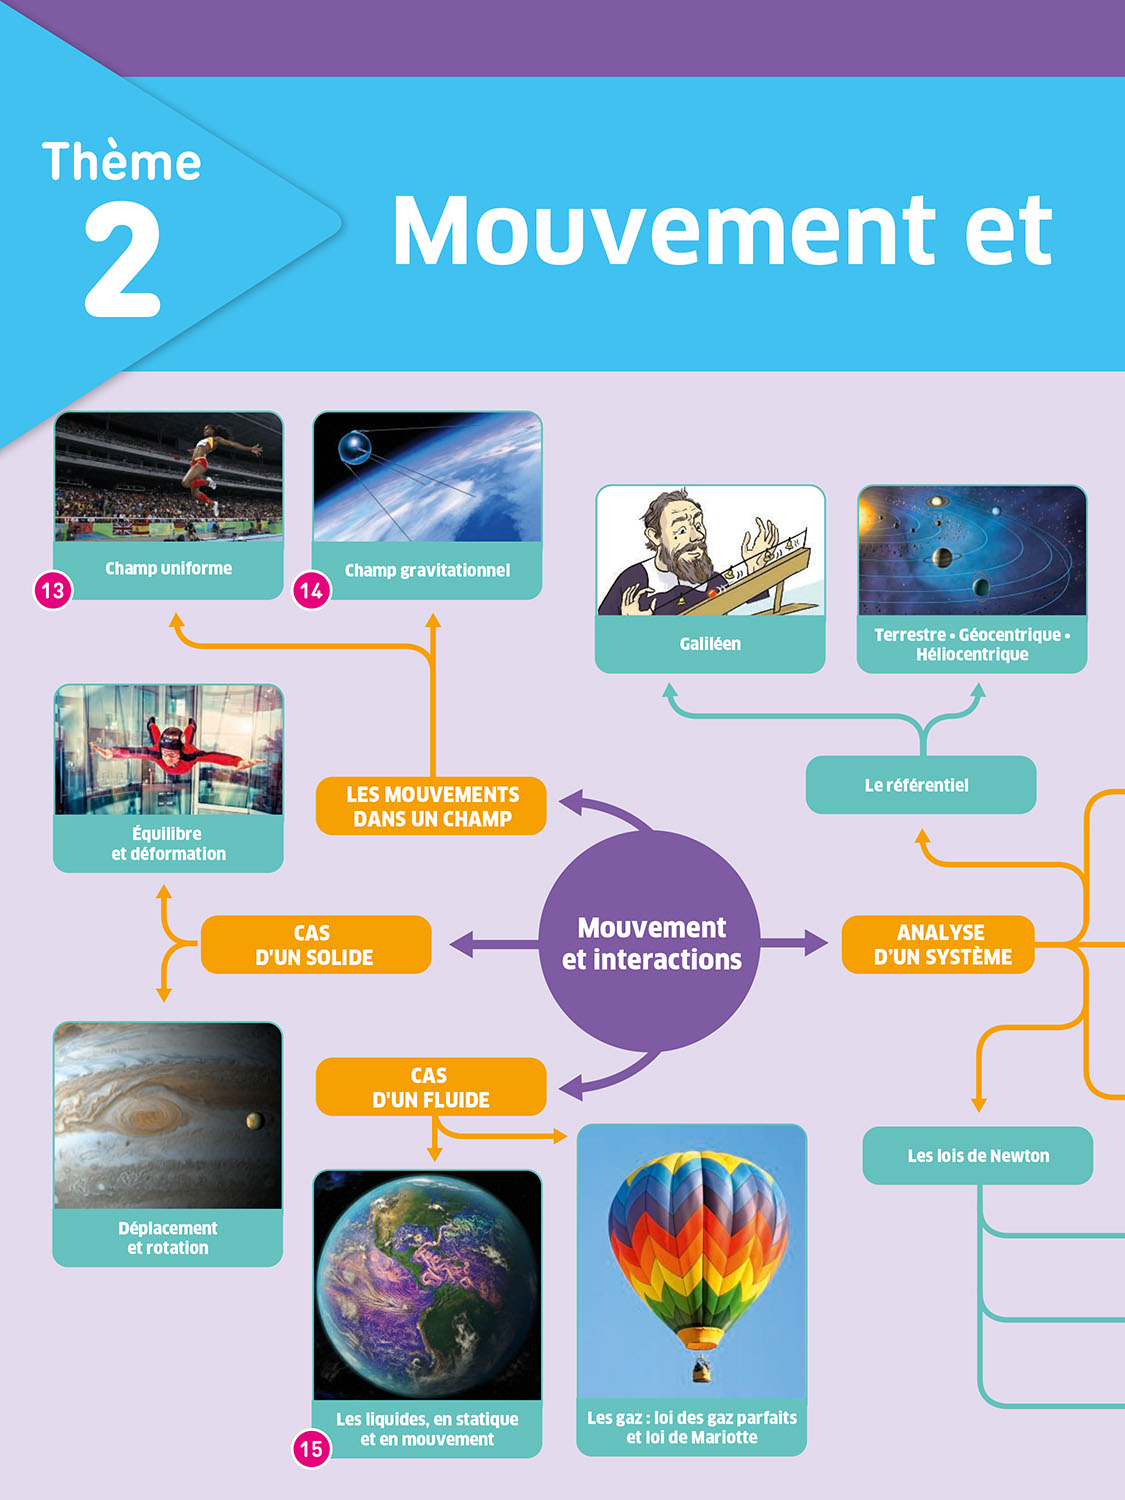 Thème
2
Mouvement et
Champ uniforme
13
Champ gravitationnel
14
Galiléen
Terrestre • Géocentrique •
Héliocentrique
Équilibre
et déformation
LES MOUVEMENTS
DANS UN CHAMP
Le référentiel
CAS
D'UN SOLIDE
Mouvement
et interactions
ANALYSE
D’UN SYSTÈME
CAS
D'UN FLUIDE
Déplacement
et rotation
Les lois de Newton
Les liquides, en statique
et en mouvement
15
Les gaz : loi des gaz parfaits
et loi de Mariotte